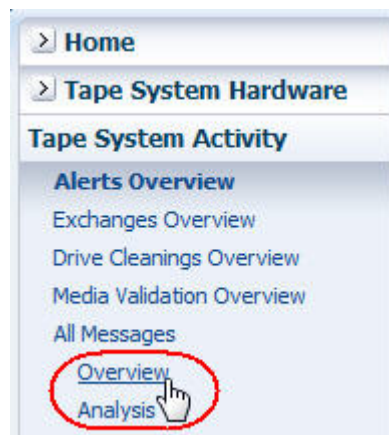 Home
Tape System Hardware
Tape System Activity
Alerts Overview
Exchanges Overview
Drive Cleanings Overview
Media Validation Overview
All Messages
Overview
Analysis